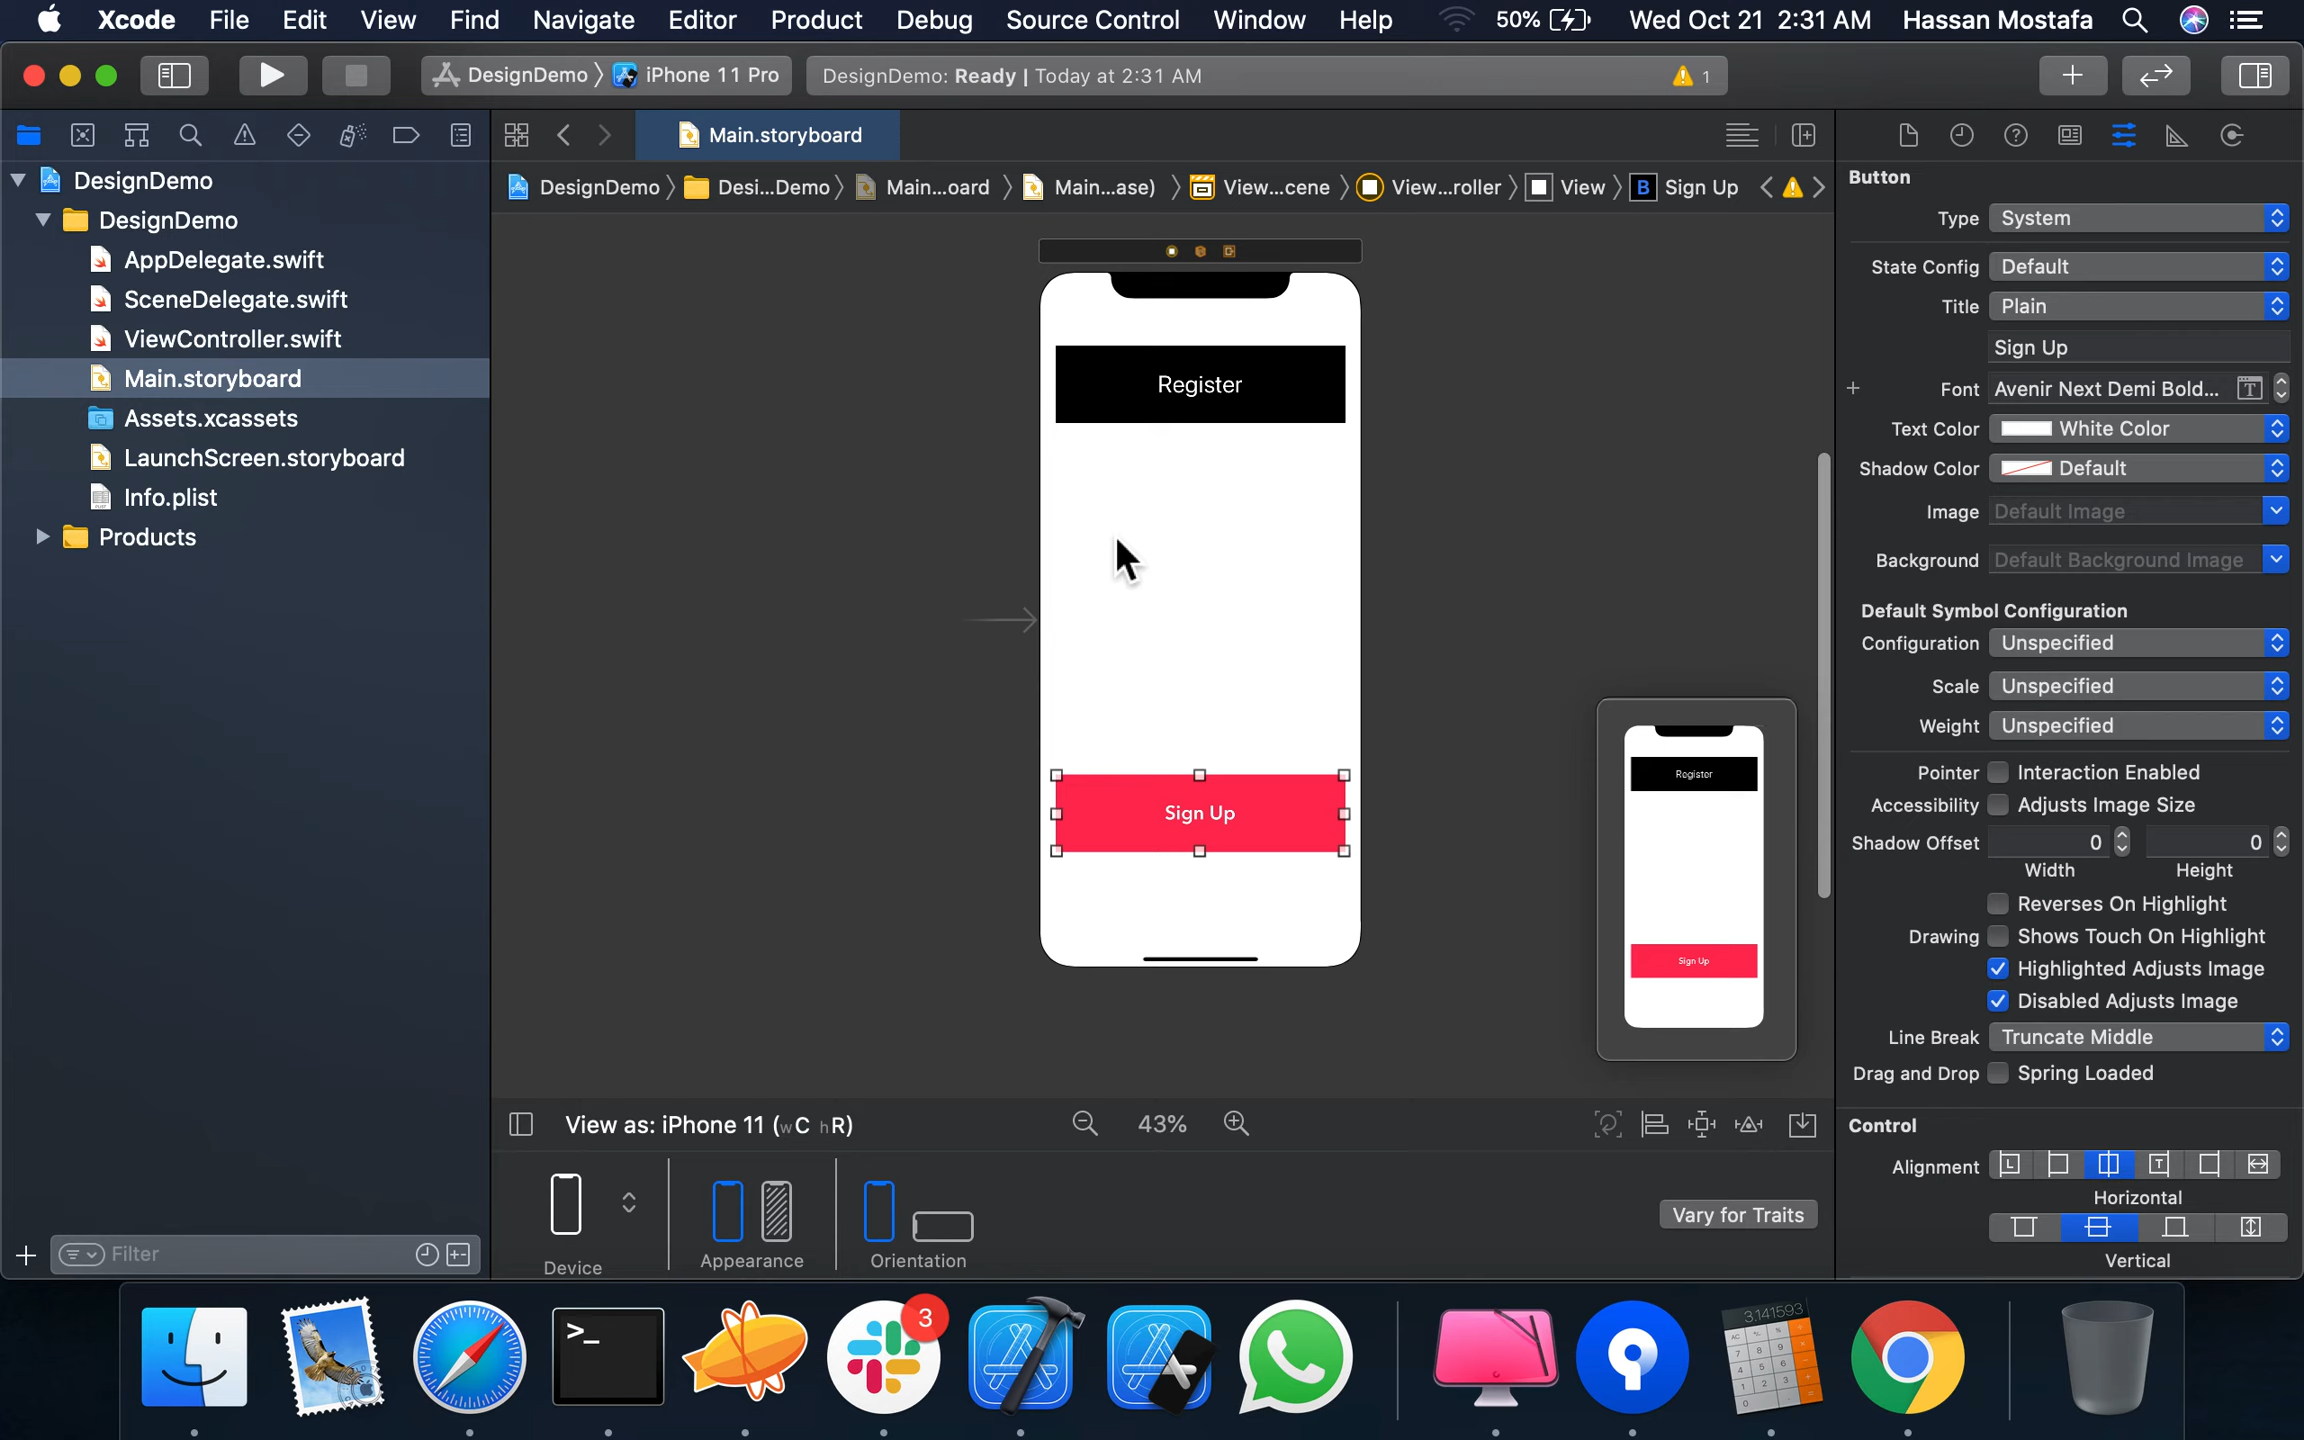 Xcode File Edit View Find Navigate Editor Product Debug Source Control Window Help 50% Wed Oct 21 2:31 AM Hassan Mostafa
DesignDemo 〉 iPhone 11 Pro
DesignDemo: Ready | Today at 2:31 AM
1
Main.storyboard
DesignDemo 〉 Desi...Demo 〉 Main...oard 〉 Main...ase) 〉 View...cene 〉 View...roller 〉 View 〉 B Sign Up
DesignDemo
DesignDemo
AppDelegate.swift
SceneDelegate.swift
ViewController.swift
Main.storyboard
Assets.xcassets
LaunchScreen.storyboard
Info.plist
Products
Filter
Register
Sign Up
Register
Sign Up
View as: iPhone 11 (wC hR)
43%
Device
Appearance
Orientation
Vary for Traits
Button
Type System
State Config Default
Title Plain
Sign Up
+ Font Avenir Next Demi Bold... T
Text Color White Color
Shadow Color Default
Image Default Image
Background Default Background Image
Default Symbol Configuration
Configuration Unspecified
Scale Unspecified
Weight Unspecified
Pointer Interaction Enabled
Accessibility Adjusts Image Size
Shadow Offset 0 0
Width Height
Reverses On Highlight
Drawing Shows Touch On Highlight
Highlighted Adjusts Image
Disabled Adjusts Image
Line Break Truncate Middle
Drag and Drop Spring Loaded
Control
Alignment
Horizontal
Vertical
>_
3
3.141593